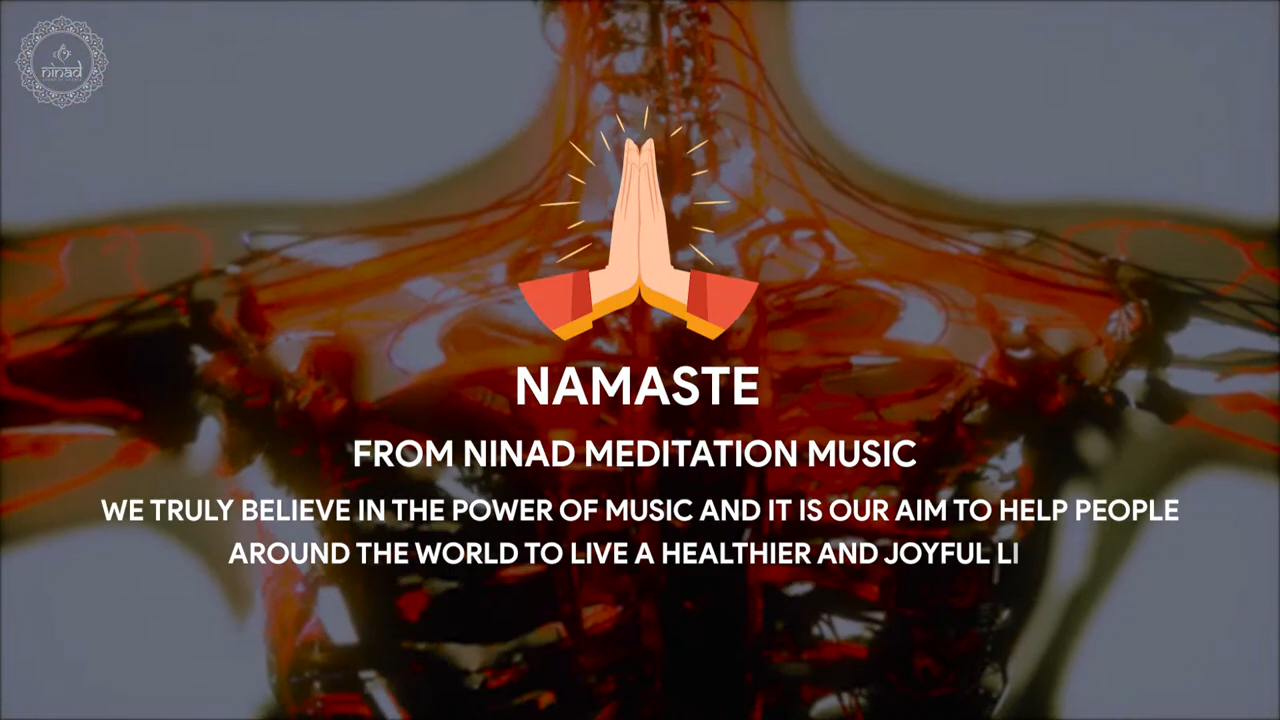 ninad
NAMASTE
FROM NINAD MEDITATION MUSIC
WE TRULY BELIEVE IN THE POWER OF MUSIC AND IT IS OUR AIM TO HELP PEOPLE
AROUND THE WORLD TO LIVE A HEALTHIER AND JOYFUL LI